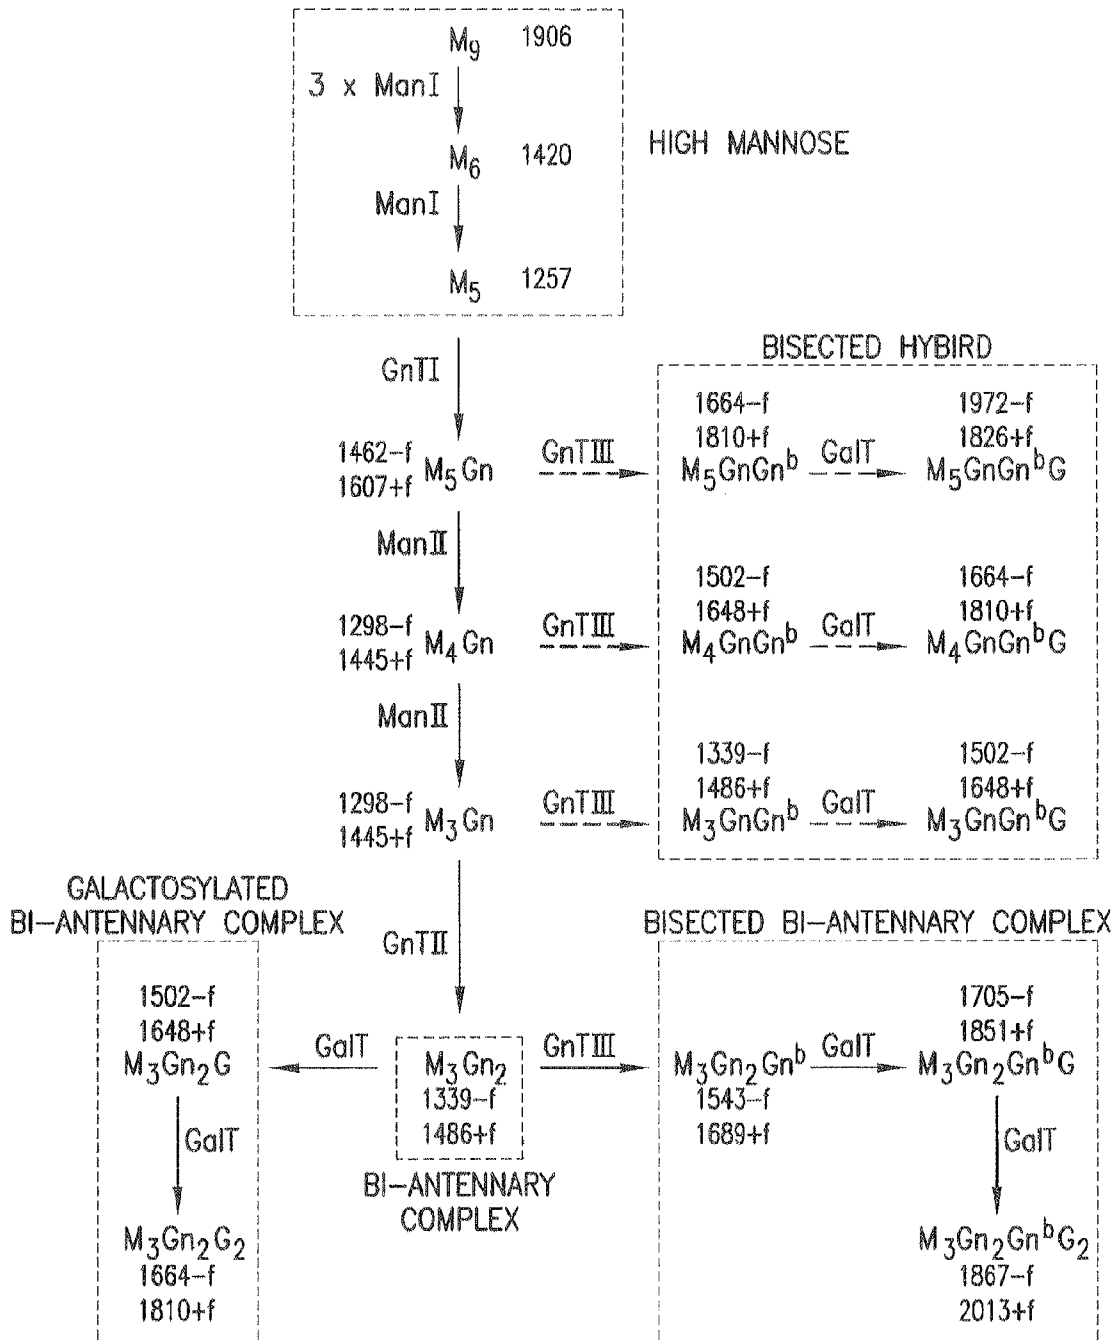 M9 1906
3 x ManI
M6 1420
HIGH MANNOSE
ManI
M5 1257
GnTI
BISECTED HYBIRD
1664-f
1810+f
M5GnGnb
1972-f
1826+f
M5GnGnbG
1462-f
1607+f
M5Gn
GnTIII
GalT
ManII
1502-f
1648+f
M4GnGnb
1664-f
1810+f
M4GnGnbG
1298-f
1445+f
M4Gn
GnTIII
GalT
ManII
1339-f
1486+f
M3GnGnb
1502-f
1648+f
M3GnGnbG
1298-f
1445+f
M3Gn
GnTIII
GalT
GALACTOSYLATED
BI-ANTENNARY COMPLEX
GnTII
BISECTED BI-ANTENNARY COMPLEX
1502-f
1648+f
M3Gn2G
GalT
M3Gn2
1339-f
1486+f
GnTIII
M3Gn2Gnb
1543-f
1689+f
GalT
1705-f
1851+f
M3Gn2GnbG
GalT
GalT
BI-ANTENNARY
COMPLEX
M3Gn2G2
1664-f
1810+f
M3Gn2GnbG2
1867-f
2013+f